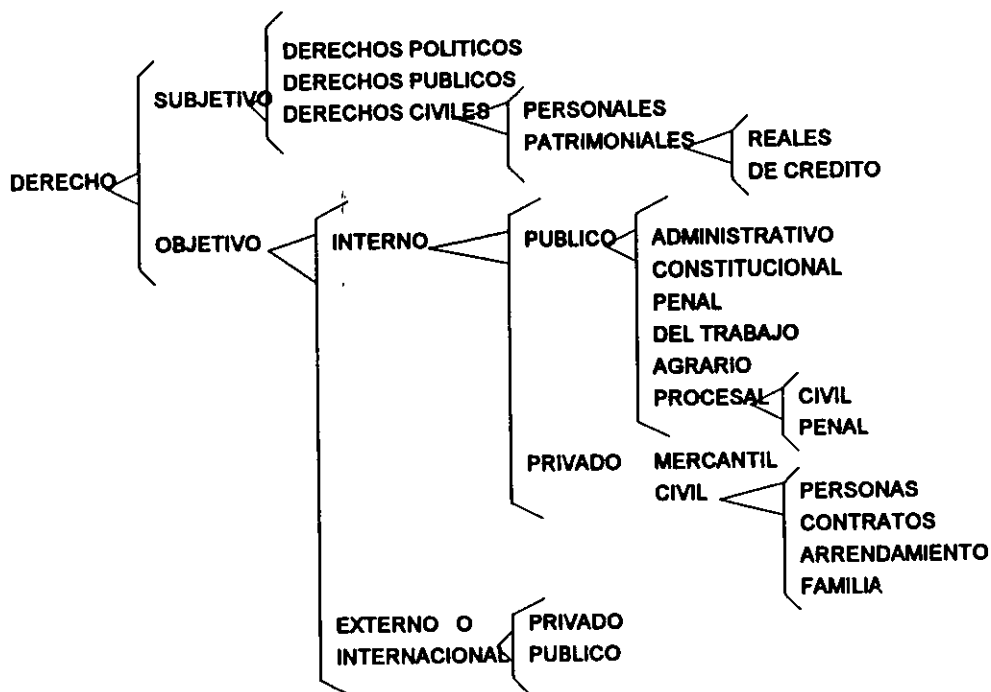 DERECHO
SUBJETIVO
DERECHOS POLITICOS
DERECHOS PUBLICOS
DERECHOS CIVILES
PERSONALES
PATRIMONIALES
REALES
DE CREDITO
OBJETIVO
INTERNO
PUBLICO
ADMINISTRATIVO
CONSTITUCIONAL
PENAL
DEL TRABAJO
AGRARIO
PROCESAL
CIVIL
PENAL
PRIVADO
MERCANTIL
CIVIL
PERSONAS
CONTRATOS
ARRENDAMIENTO
FAMILIA
EXTERNO O
INTERNACIONAL
PRIVADO
PUBLICO